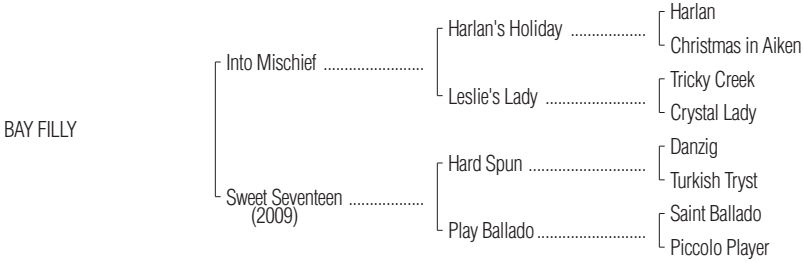 Harlan
Harlan's Holiday ..................
Christmas in Aiken
Into Mischief ........................
Tricky Creek
Leslie's Lady ........................
Crystal Lady
BAY FILLY
Danzig
Hard Spun ............................
Turkish Tryst
Sweet Seventeen ..................
(2009)
Saint Ballado
Play Ballado..........................
Piccolo Player